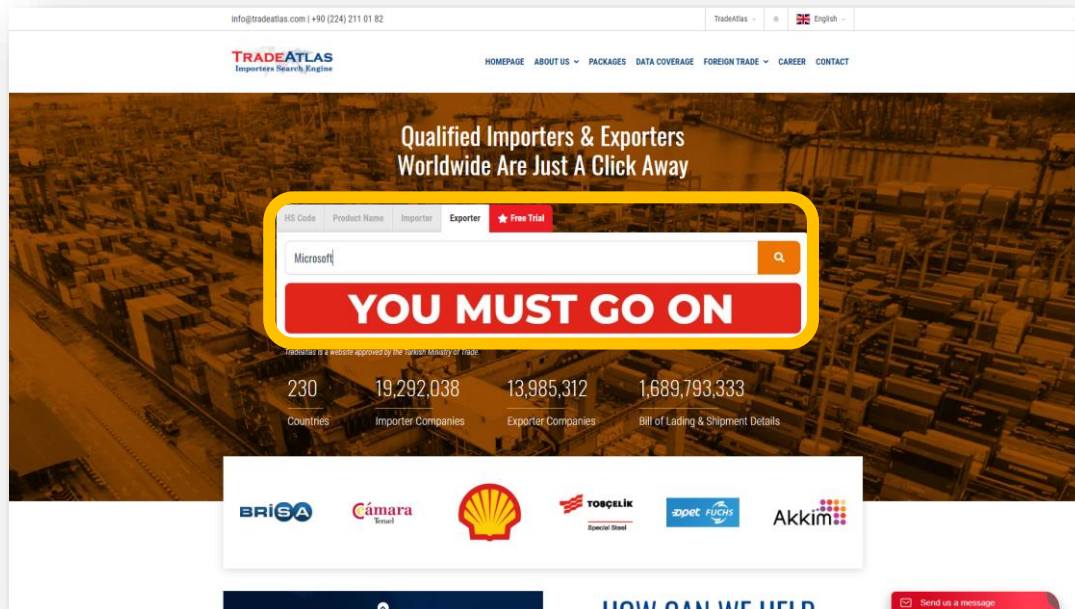 info@tradeatlas.com | +90 (224) 211 01 82
TradeAtlas
English
TRADEATLAS
Importers Search Engine
HOMEPAGE ABOUT US PACKAGES DATA COVERAGE FOREIGN TRADE CAREER CONTACT
Qualified Importers & Exporters
Worldwide Are Just A Click Away
HS Code Product Name Importer Exporter Free Trial
Microsoft
YOU MUST GO ON
Tradeatlas is a website approved by the Turkish Ministry of Trade.
230 19,292,038 13,985,312 1,689,793,333
Countries Importer Companies Exporter Companies Bill of Lading & Shipment Details
BRİSA
Cámara
Teruel
TOSÇELİK
Special Steel
opet FUCHS
Akkim
HOW CAN WE HELP
Send us a message